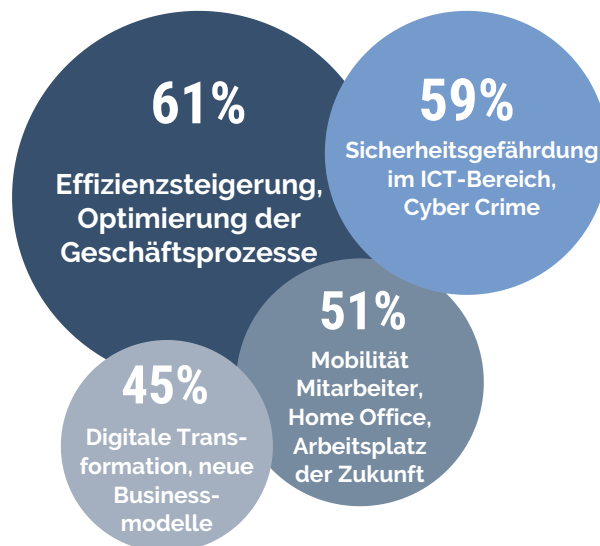 61%
Effizienzsteigerung,
Optimierung der
Geschäftsprozesse
59%
Sicherheitsgefährdung
im ICT-Bereich,
Cyber Crime
51%
Mobilität
Mitarbeiter,
Home Office,
Arbeitsplatz
der Zukunft
45%
Digitale Trans-
formation, neue
Business-
modelle